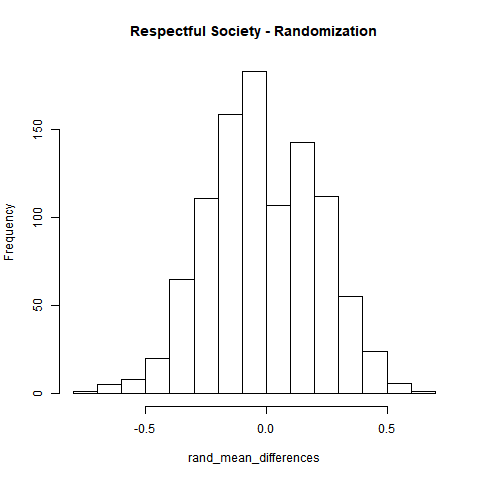 Respectful Society - Randomization
Frequency
150
100
50
0
-0.5 0.0 0.5
rand_mean_differences